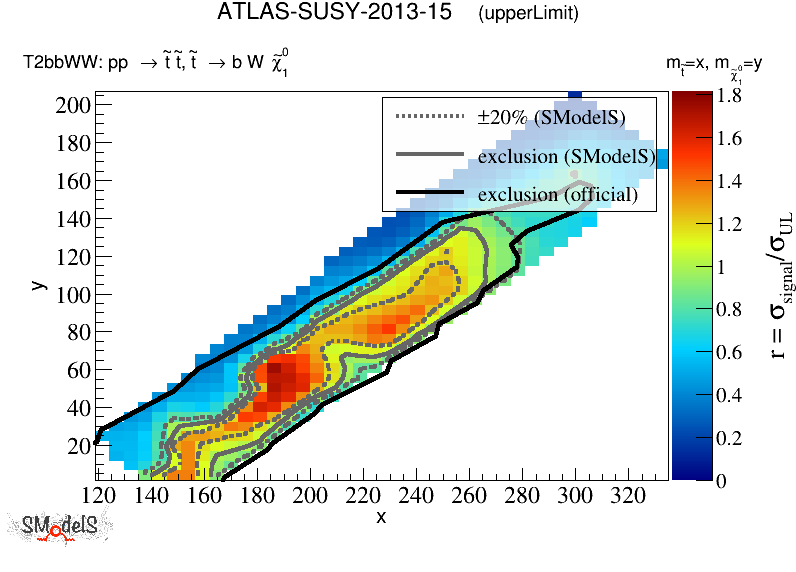 ATLAS-SUSY-2013-15 (upperLimit)
T2bbWW: pp → t̃ t̃, t̃ → b W χ̃₁⁰
m_t̃=x, m_χ̃₁⁰=y
±20% (SModelS)
exclusion (SModelS)
exclusion (official)
y
200
180
160
140
120
100
80
60
40
20
120 140 160 180 200 220 240 260 280 300 320
x
1.8
1.6
1.4
1.2
1
0.8
0.6
0.4
0.2
0
r = σ_signal/σ_UL
SModelS